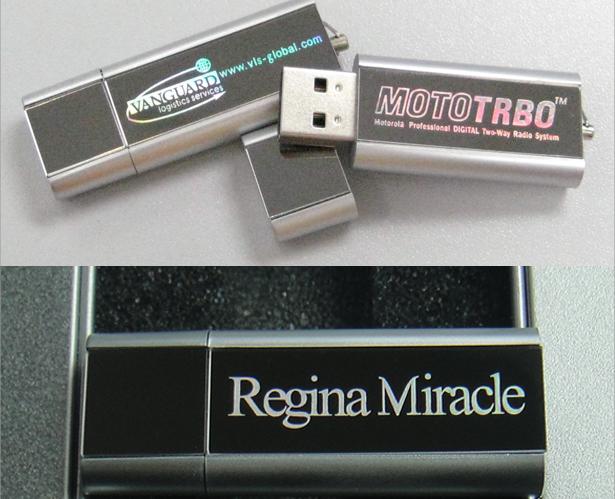 VANGUARD
logistics services
www.vls-global.com
MOTOTRBO™
Motorola Professional DIGITAL Two-Way Radio System
Regina Miracle